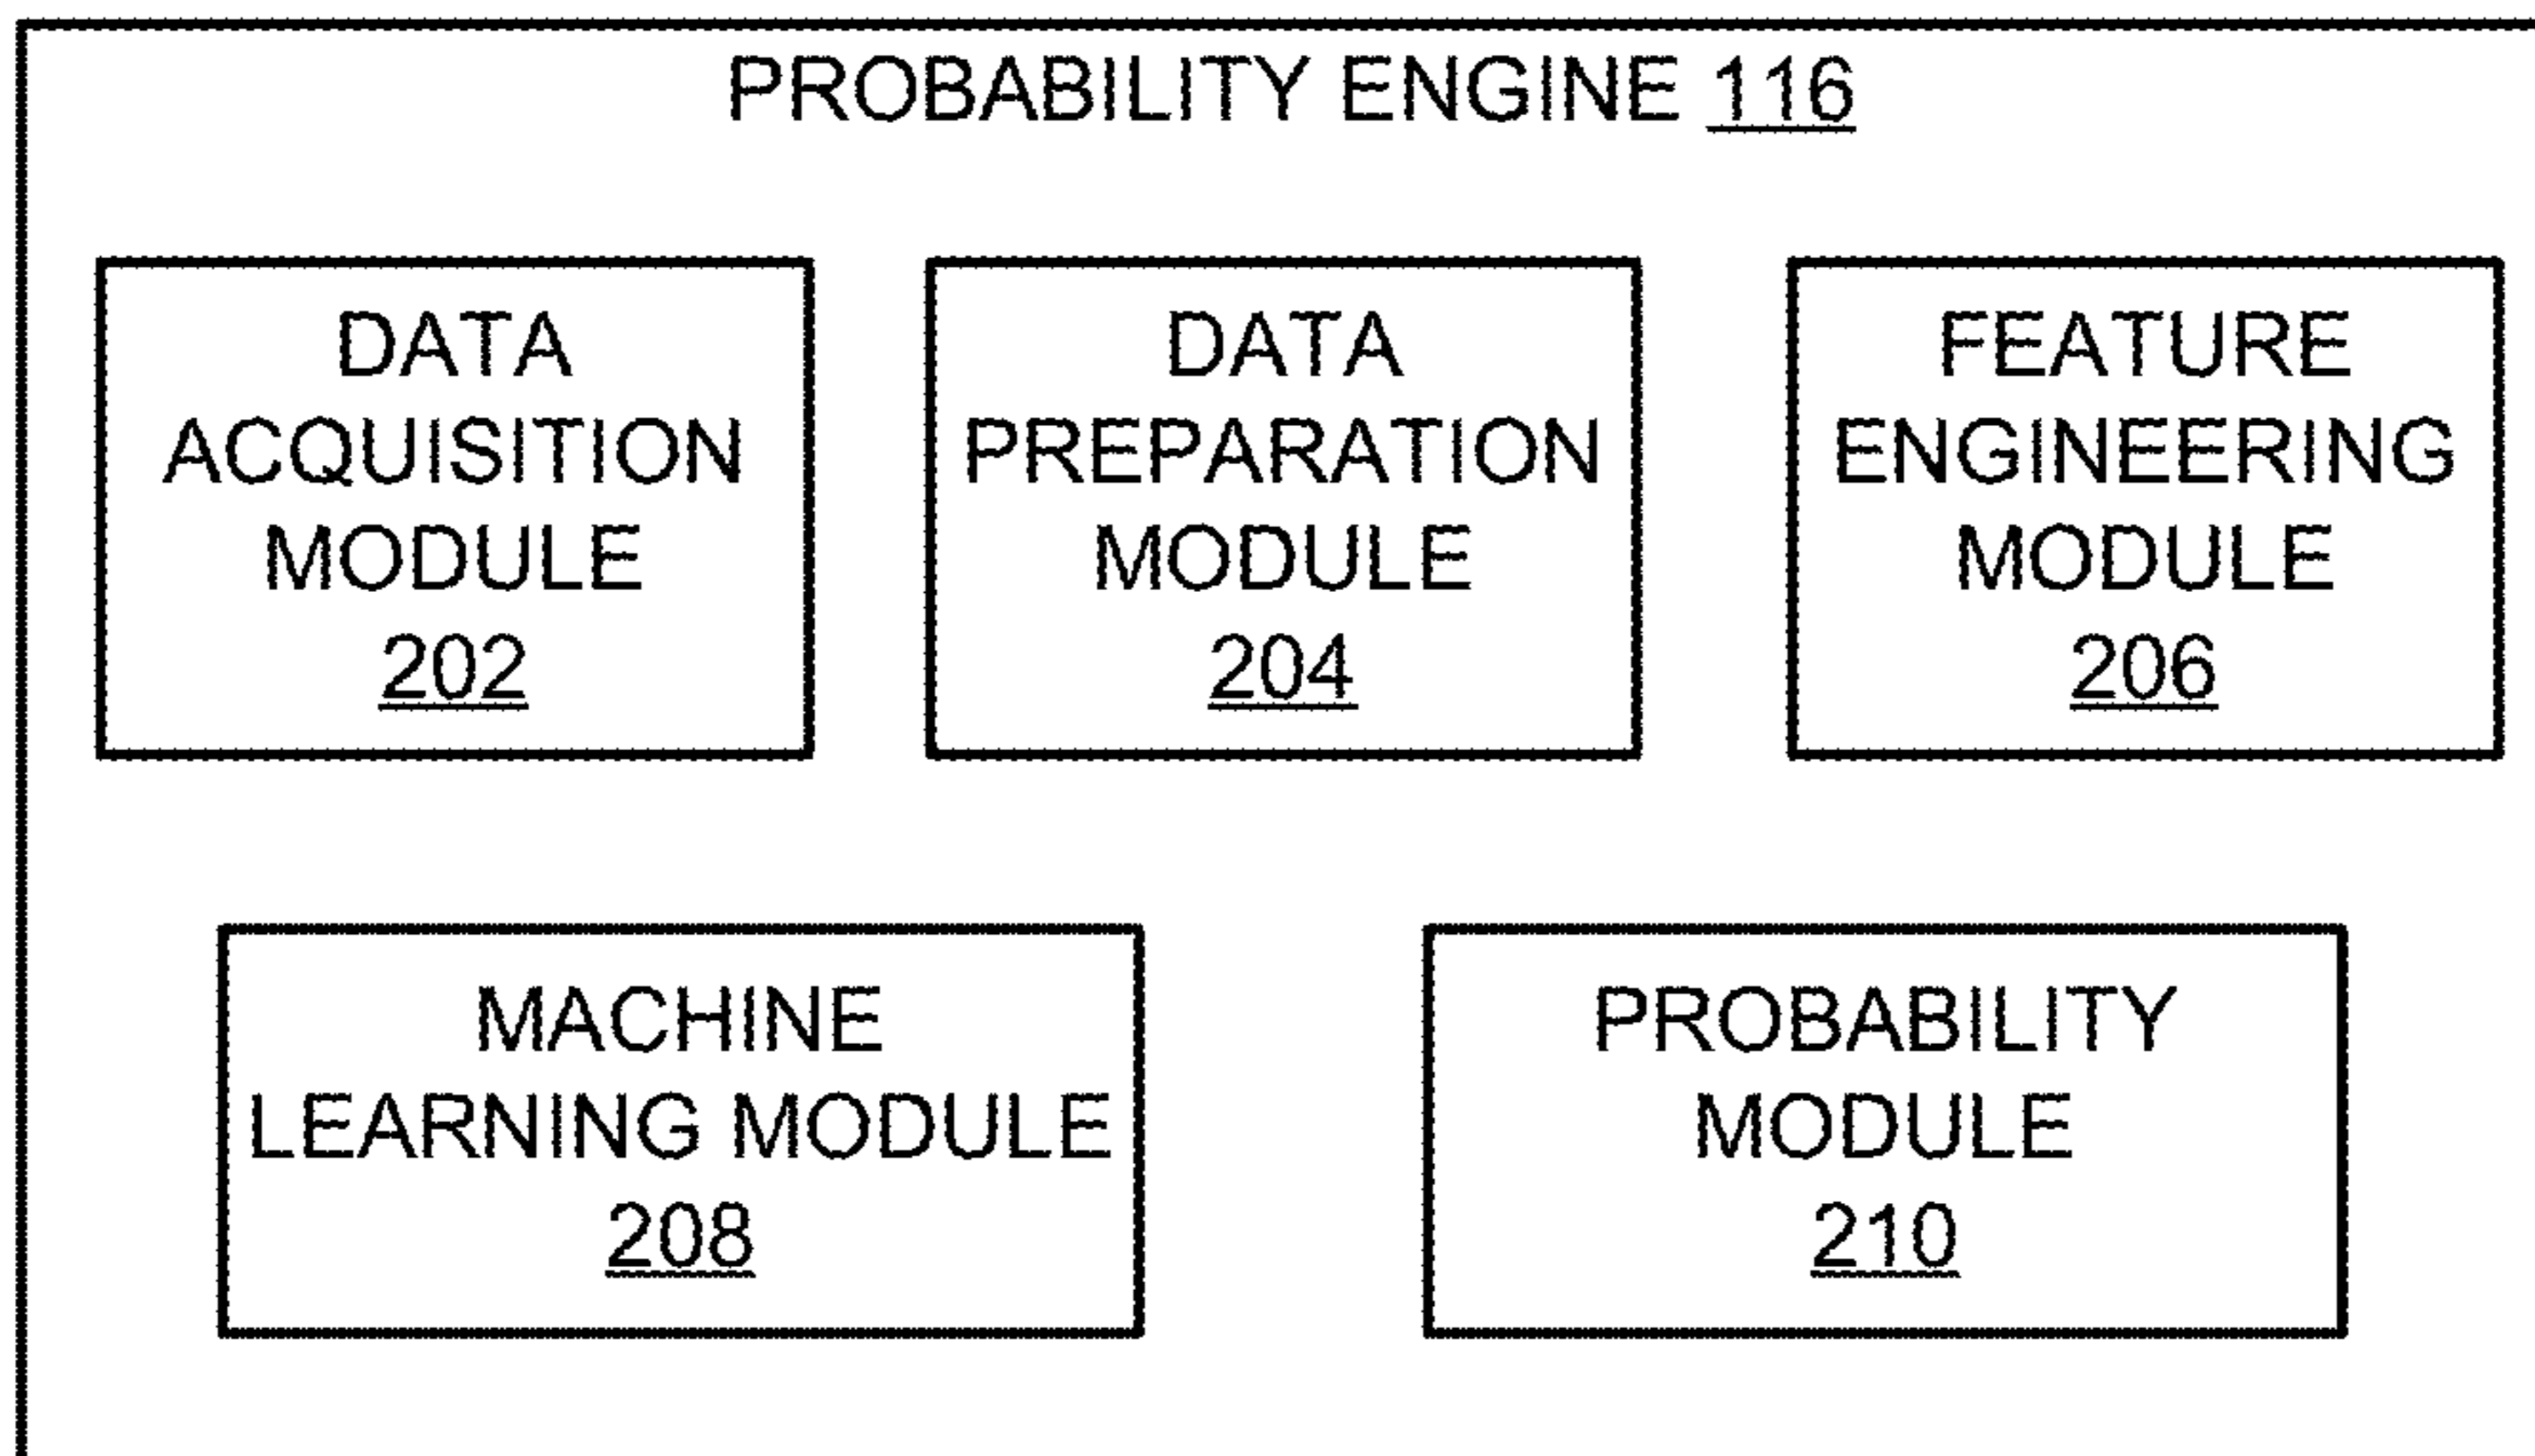 PROBABILITY ENGINE 116
DATA
ACQUISITION
MODULE
202
DATA
PREPARATION
MODULE
204
FEATURE
ENGINEERING
MODULE
206
MACHINE
LEARNING MODULE
208
PROBABILITY
MODULE
210